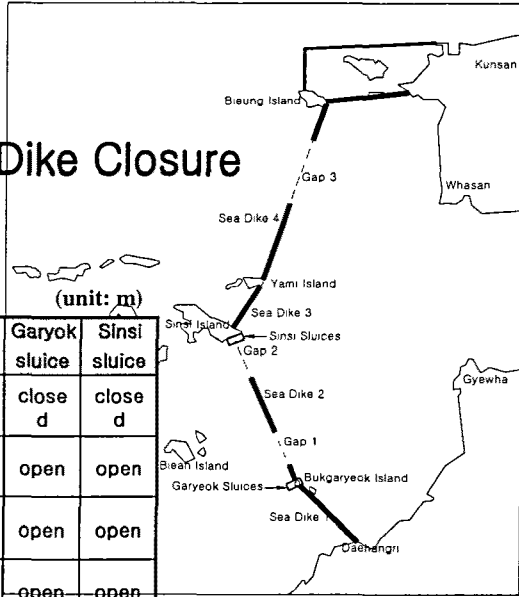 Kunsan
Bieung Island
Dike Closure
Gap 3
Whasan
Sea Dike 4
Yami Island
(unit: m)
Sea Dike 3
Sinsi Island
Sinsi Sluices
Gap 2
Garyok sluice
Sinsi sluice
Gyewha
close d
close d
Sea Dike 2
Gap 1
open
open
Biean Island
Bukgaryeok Island
Garyeok Sluices
Sea Dike 1
open
open
Daehangri
open
open